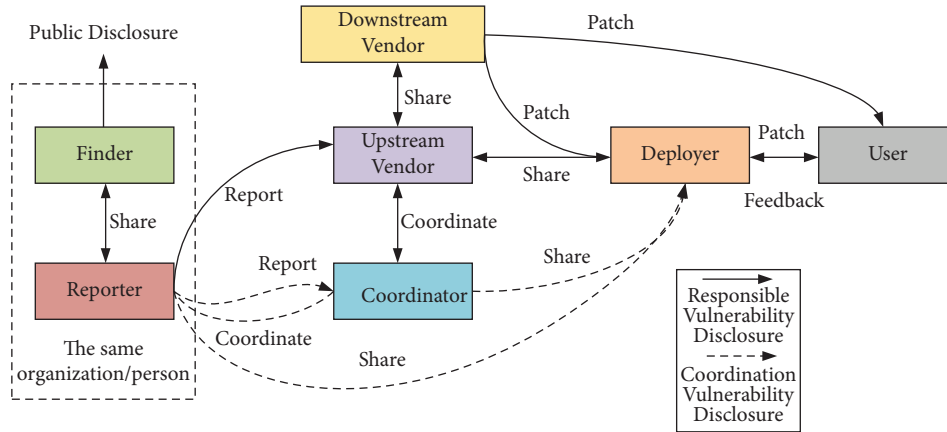 Public Disclosure
Downstream
Vendor
Patch
Share
Patch
Finder
Upstream
Vendor
Deployer
Patch
User
Share
Feedback
Report
Share
Coordinate
Reporter
Report
Coordinator
Share
Coordinate
Share
The same
organization/person
Responsible
Vulnerability
Disclosure
Coordination
Vulnerability
Disclosure